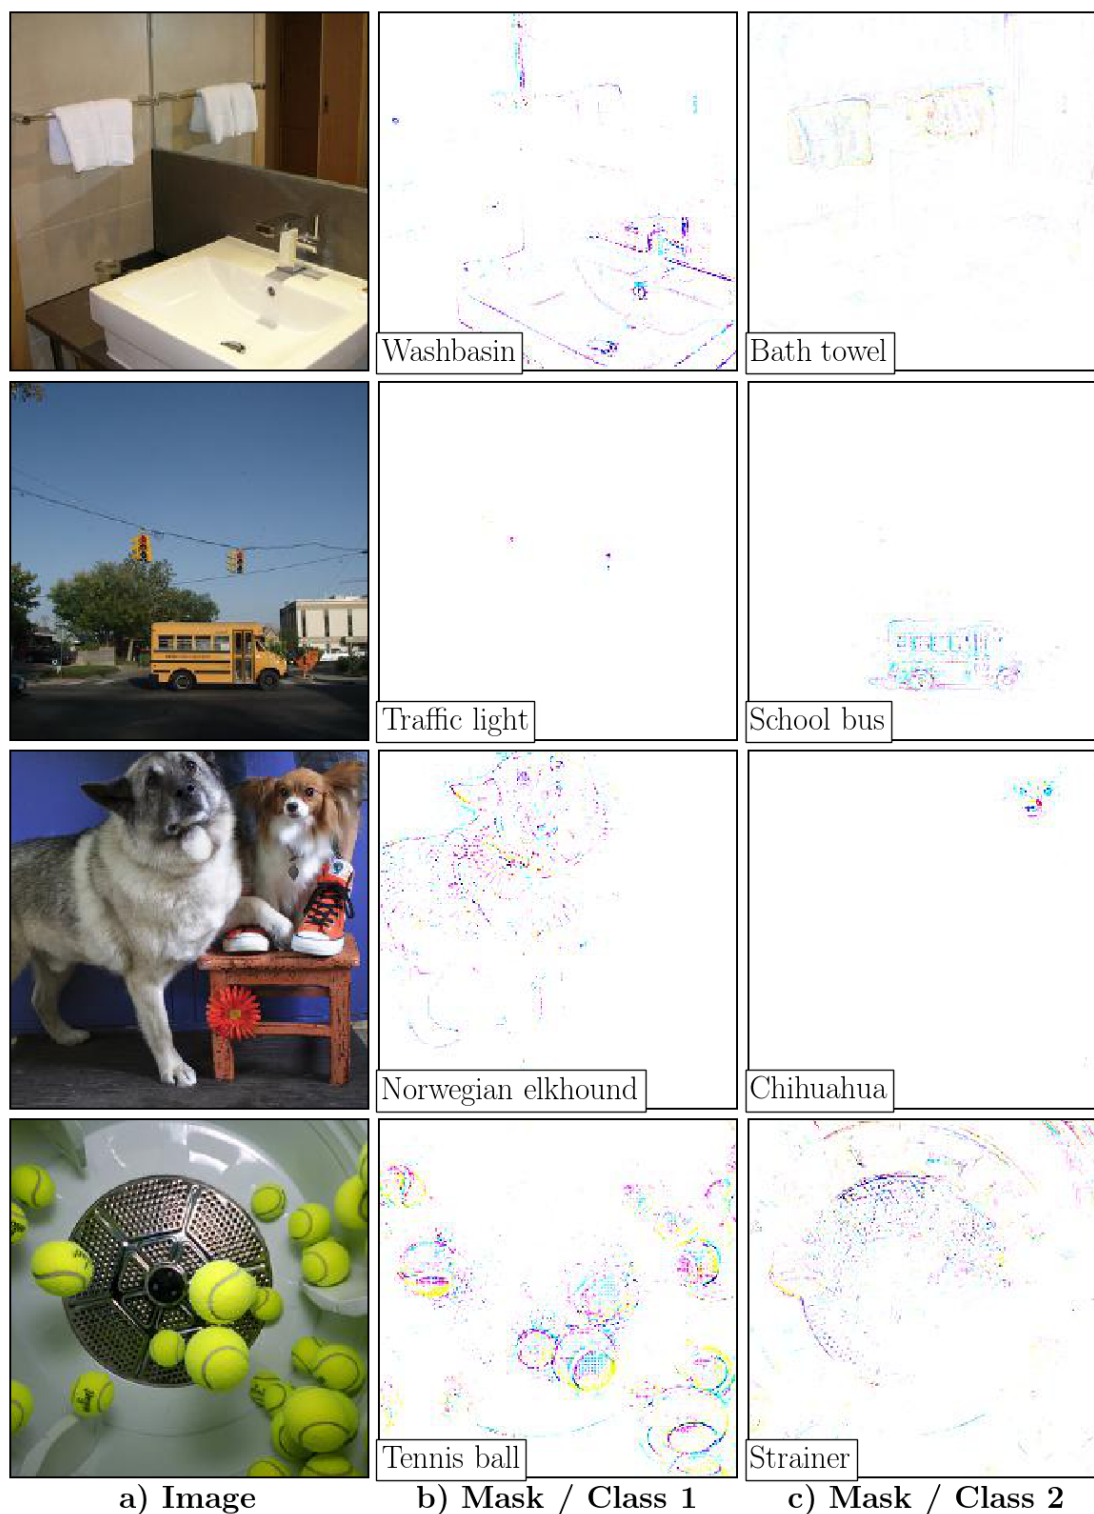 Washbasin
Bath towel
Traffic light
School bus
Norwegian elkhound
Chihuahua
Tennis ball
Strainer
a) Image
b) Mask / Class 1
c) Mask / Class 2